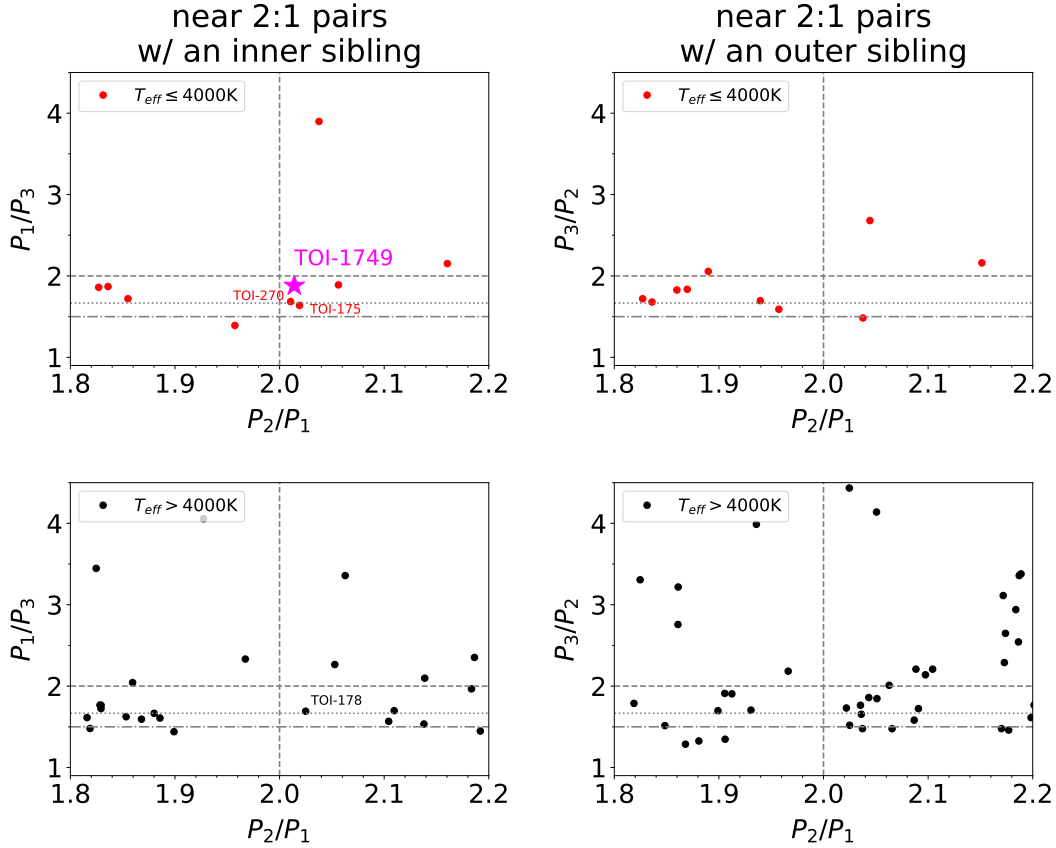 near 2:1 pairs
w/ an inner sibling
near 2:1 pairs
w/ an outer sibling
T_eff ≤ 4000K
P_1/P_3
4
3
2
1
TOI-1749
TOI-270
TOI-175
1.8 1.9 2.0 2.1 2.2
P_2/P_1
T_eff ≤ 4000K
P_3/P_2
4
3
2
1
1.8 1.9 2.0 2.1 2.2
P_2/P_1
T_eff > 4000K
P_1/P_3
4
3
2
1
TOI-178
1.8 1.9 2.0 2.1 2.2
P_2/P_1
T_eff > 4000K
P_3/P_2
4
3
2
1
1.8 1.9 2.0 2.1 2.2
P_2/P_1